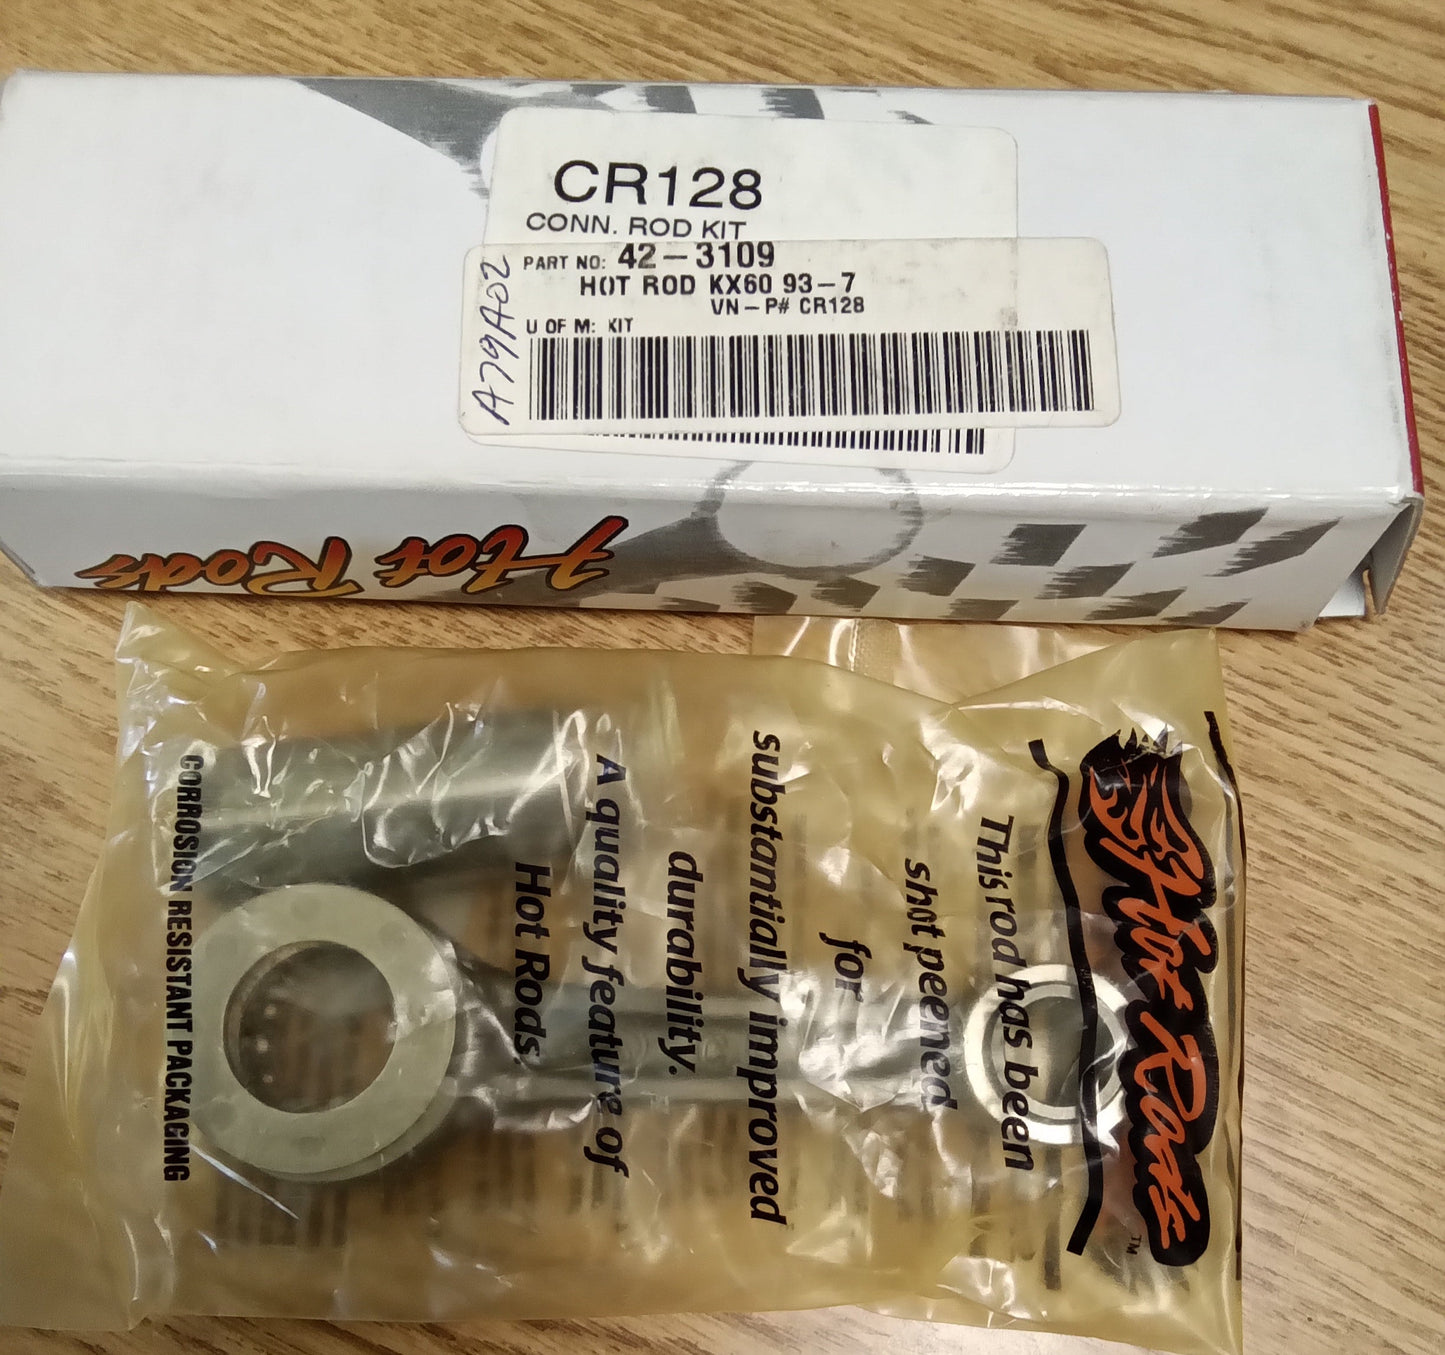 CR128
CONN. ROD KIT
PART NO: 42-3109
HOT ROD KX60 93-7
VN-P# CR128
U OF M: KIT
A79A02
Hot Rods
Hot Rods™
This rod has been
shot peened
for
substantially improved
durability.
A quality feature of
Hot Rods.
CORROSION RESISTANT PACKAGING